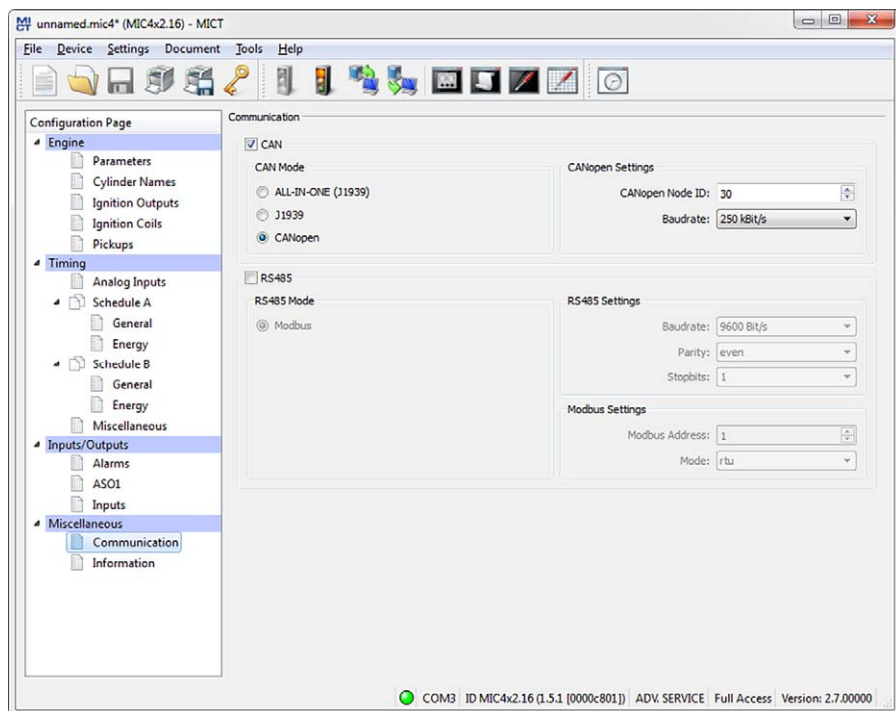 MICT unnamed.mic4* (MIC4x2.16) - MICT
File Device Settings Document Tools Help
Configuration Page
Engine
Parameters
Cylinder Names
Ignition Outputs
Ignition Coils
Pickups
Timing
Analog Inputs
Schedule A
General
Energy
Schedule B
General
Energy
Miscellaneous
Inputs/Outputs
Alarms
ASO1
Inputs
Miscellaneous
Communication
Information
Communication
CAN
CAN Mode
ALL-IN-ONE (J1939)
J1939
CANopen
CANopen Settings
CANopen Node ID: 30
Baudrate: 250 kBit/s
RS485
RS485 Mode
Modbus
RS485 Settings
Baudrate: 9600 Bit/s
Parity: even
Stopbits: 1
Modbus Settings
Modbus Address: 1
Mode: rtu
COM3 ID MIC4x2.16 (1.5.1 [0000c801]) ADV. SERVICE Full Access Version: 2.7.00000